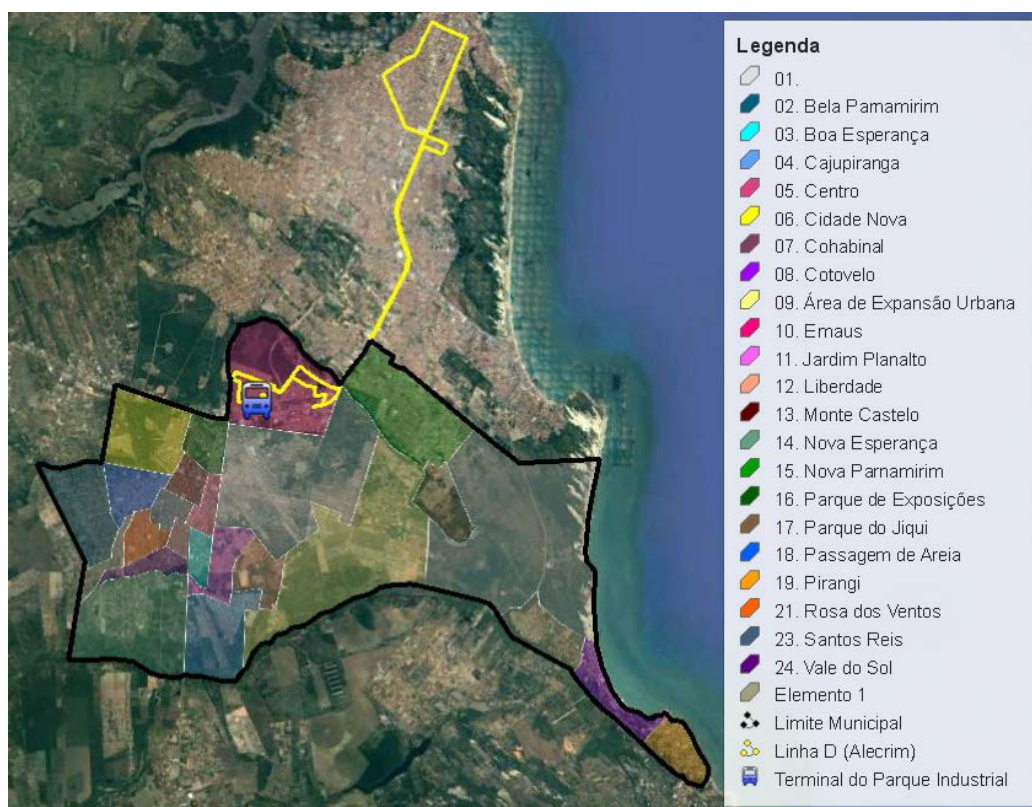 Legenda
01.
02. Bela Parnamirim
03. Boa Esperança
04. Cajupiranga
05. Centro
06. Cidade Nova
07. Cohabinal
08. Cotovelo
09. Área de Expansão Urbana
10. Emaus
11. Jardim Planalto
12. Liberdade
13. Monte Castelo
14. Nova Esperança
15. Nova Parnamirim
16. Parque de Exposições
17. Parque do Jiqui
18. Passagem de Areia
19. Pirangi
21. Rosa dos Ventos
23. Santos Reis
24. Vale do Sol
Elemento 1
Limite Municipal
Linha D (Alecrim)
Terminal do Parque Industrial